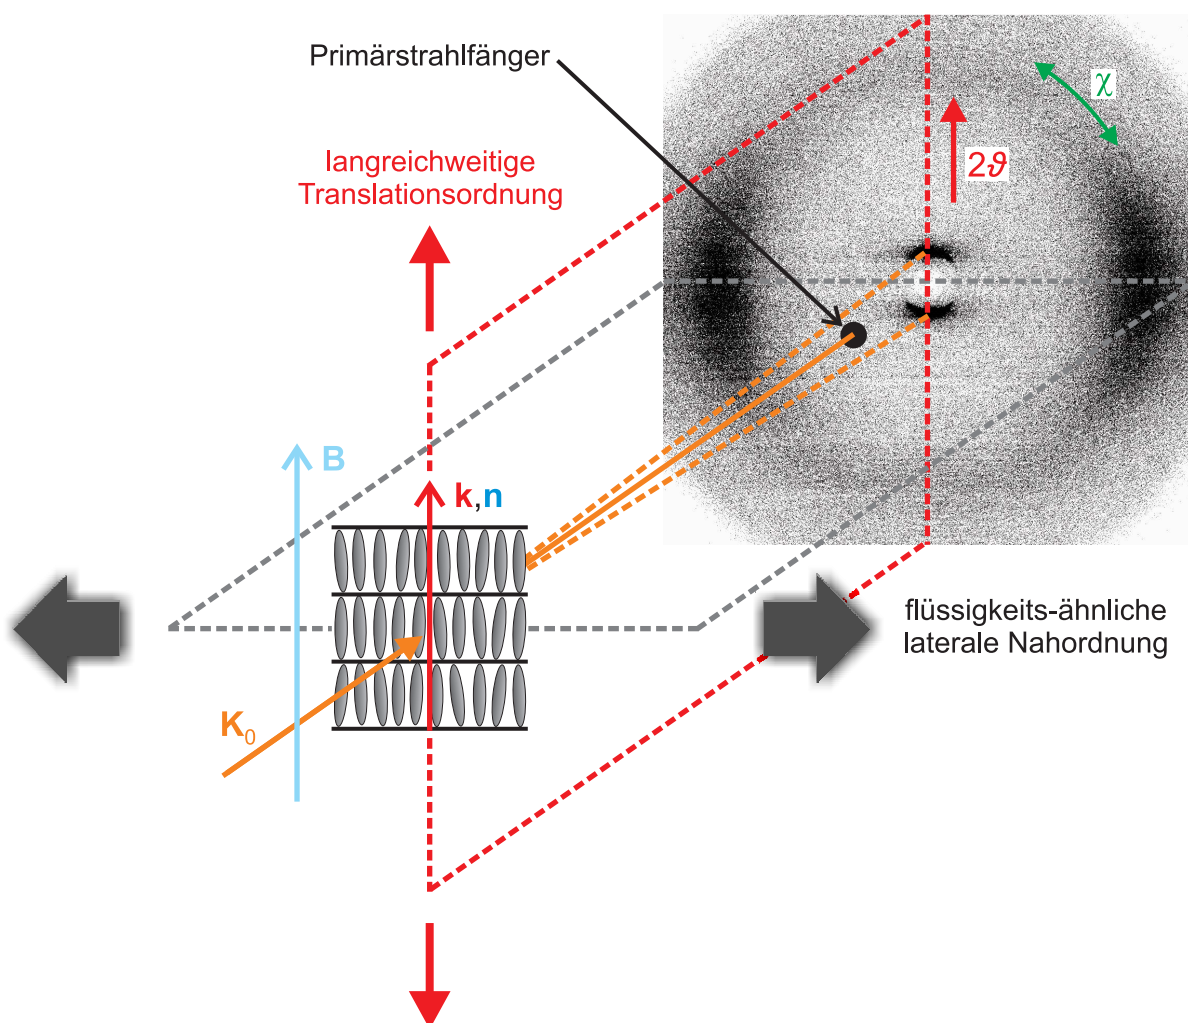 Primärstrahlfänger
χ
langreichweitige
Translationsordnung
2ϑ
B
k,n
flüssigkeits-ähnliche
laterale Nahordnung
K₀